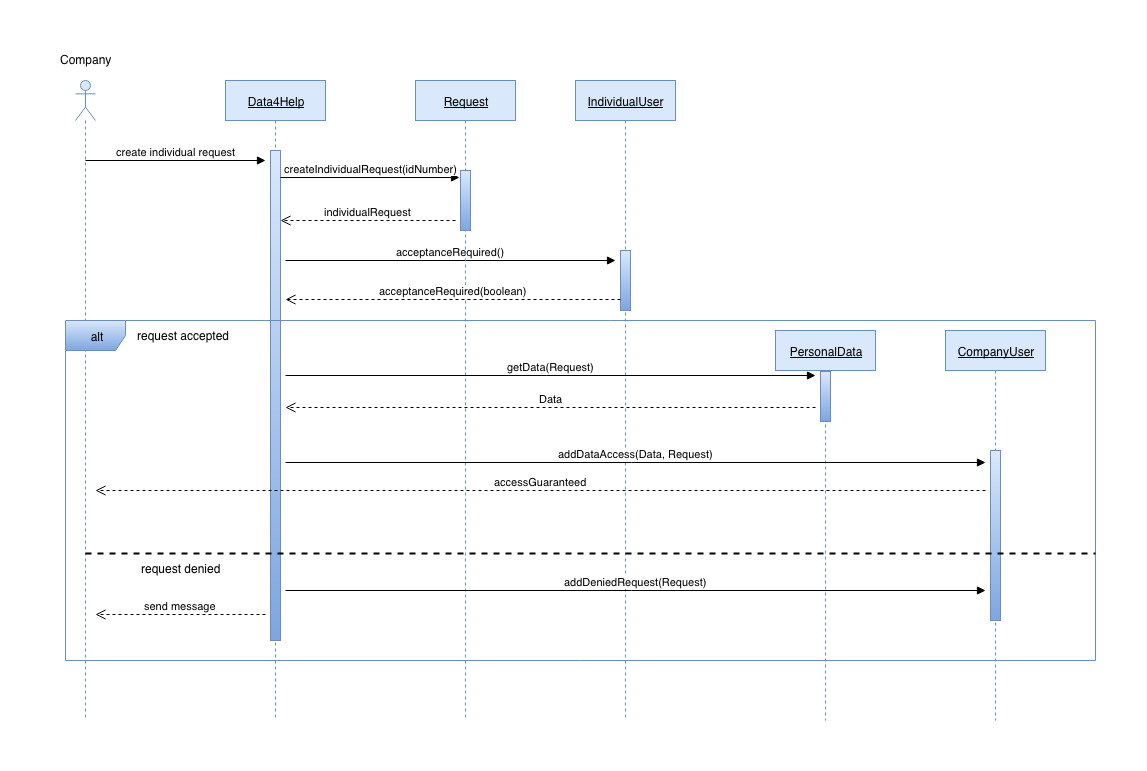 Company
Data4Help
Request
IndividualUser
create individual request
createIndividualRequest(idNumber)
individualRequest
acceptanceRequired()
acceptanceRequired(boolean)
alt
request accepted
PersonalData
CompanyUser
getData(Request)
Data
addDataAccess(Data, Request)
accessGuaranteed
request denied
addDeniedRequest(Request)
send message